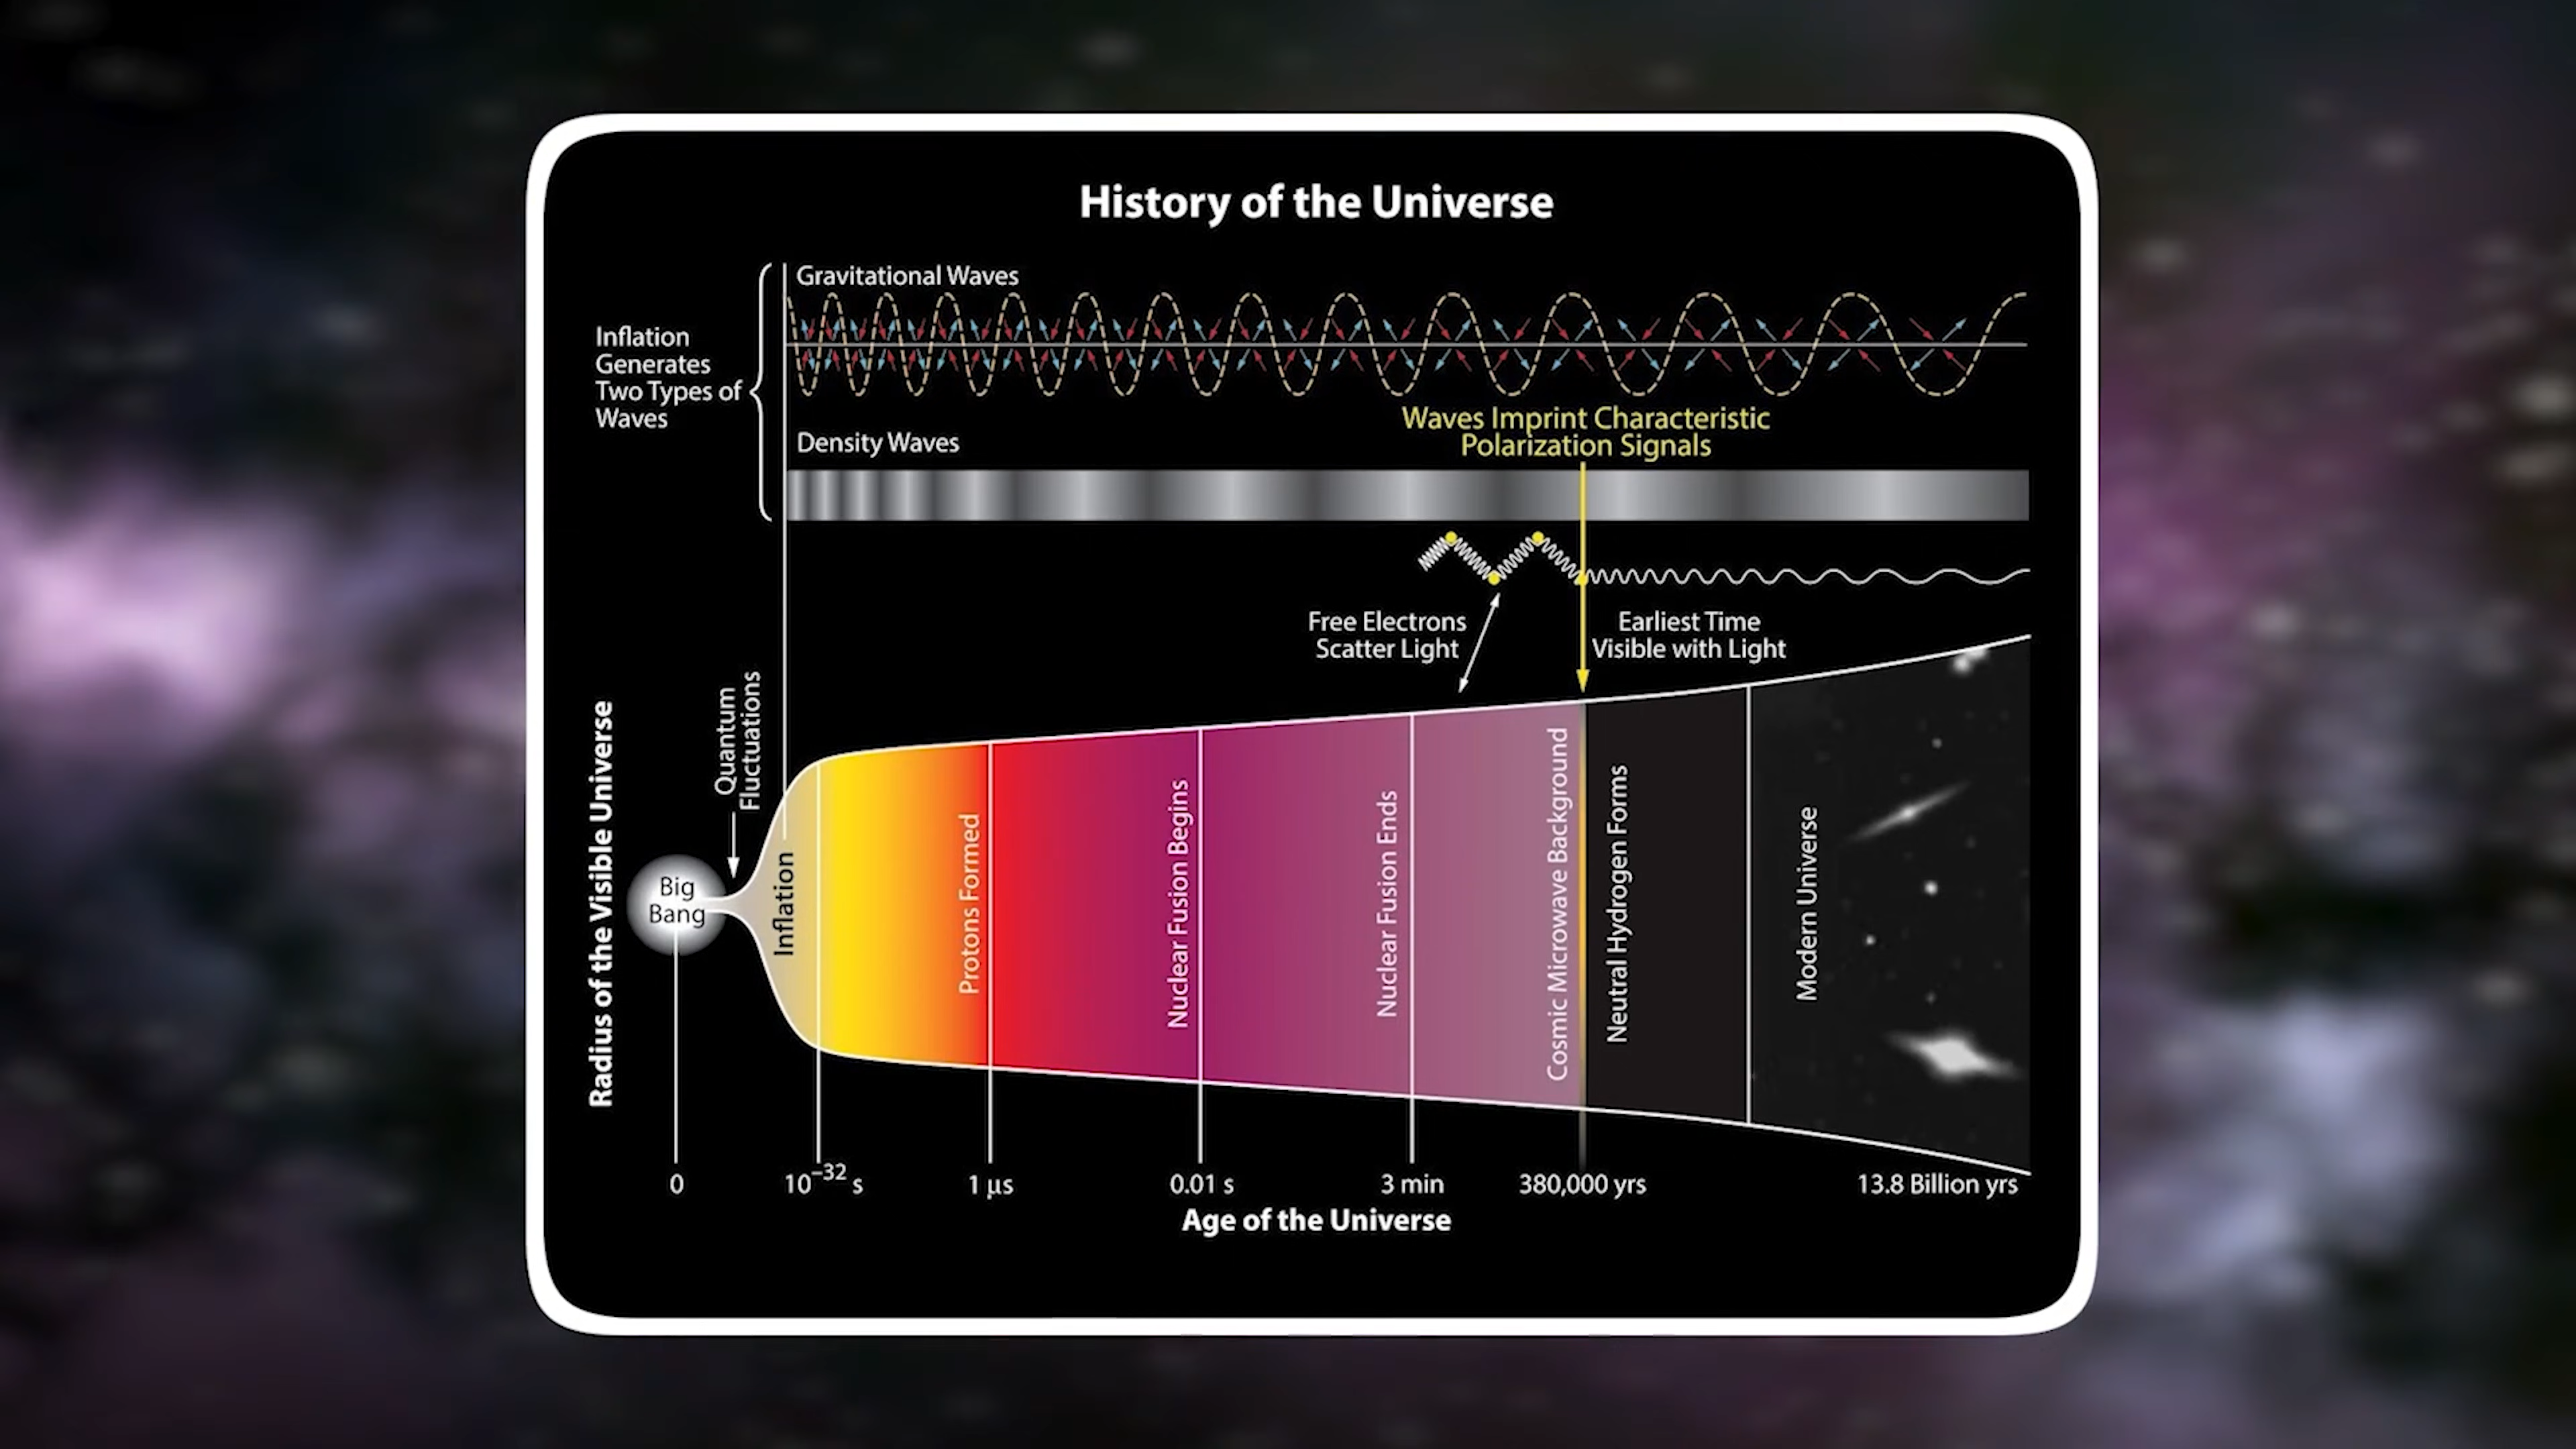 History of the Universe
Gravitational Waves
Inflation
Generates
Two Types of
Waves
Waves Imprint Characteristic
Polarization Signals
Density Waves
Free Electrons
Scatter Light
Earliest Time
Visible with Light
Radius of the Visible Universe
Quantum
Fluctuations
Big
Bang
Inflation
Protons Formed
Nuclear Fusion Begins
Nuclear Fusion Ends
Cosmic Microwave Background
Neutral Hydrogen Forms
Modern Universe
0
10⁻³² s
1 µs
0.01 s
3 min
380,000 yrs
13.8 Billion yrs
Age of the Universe